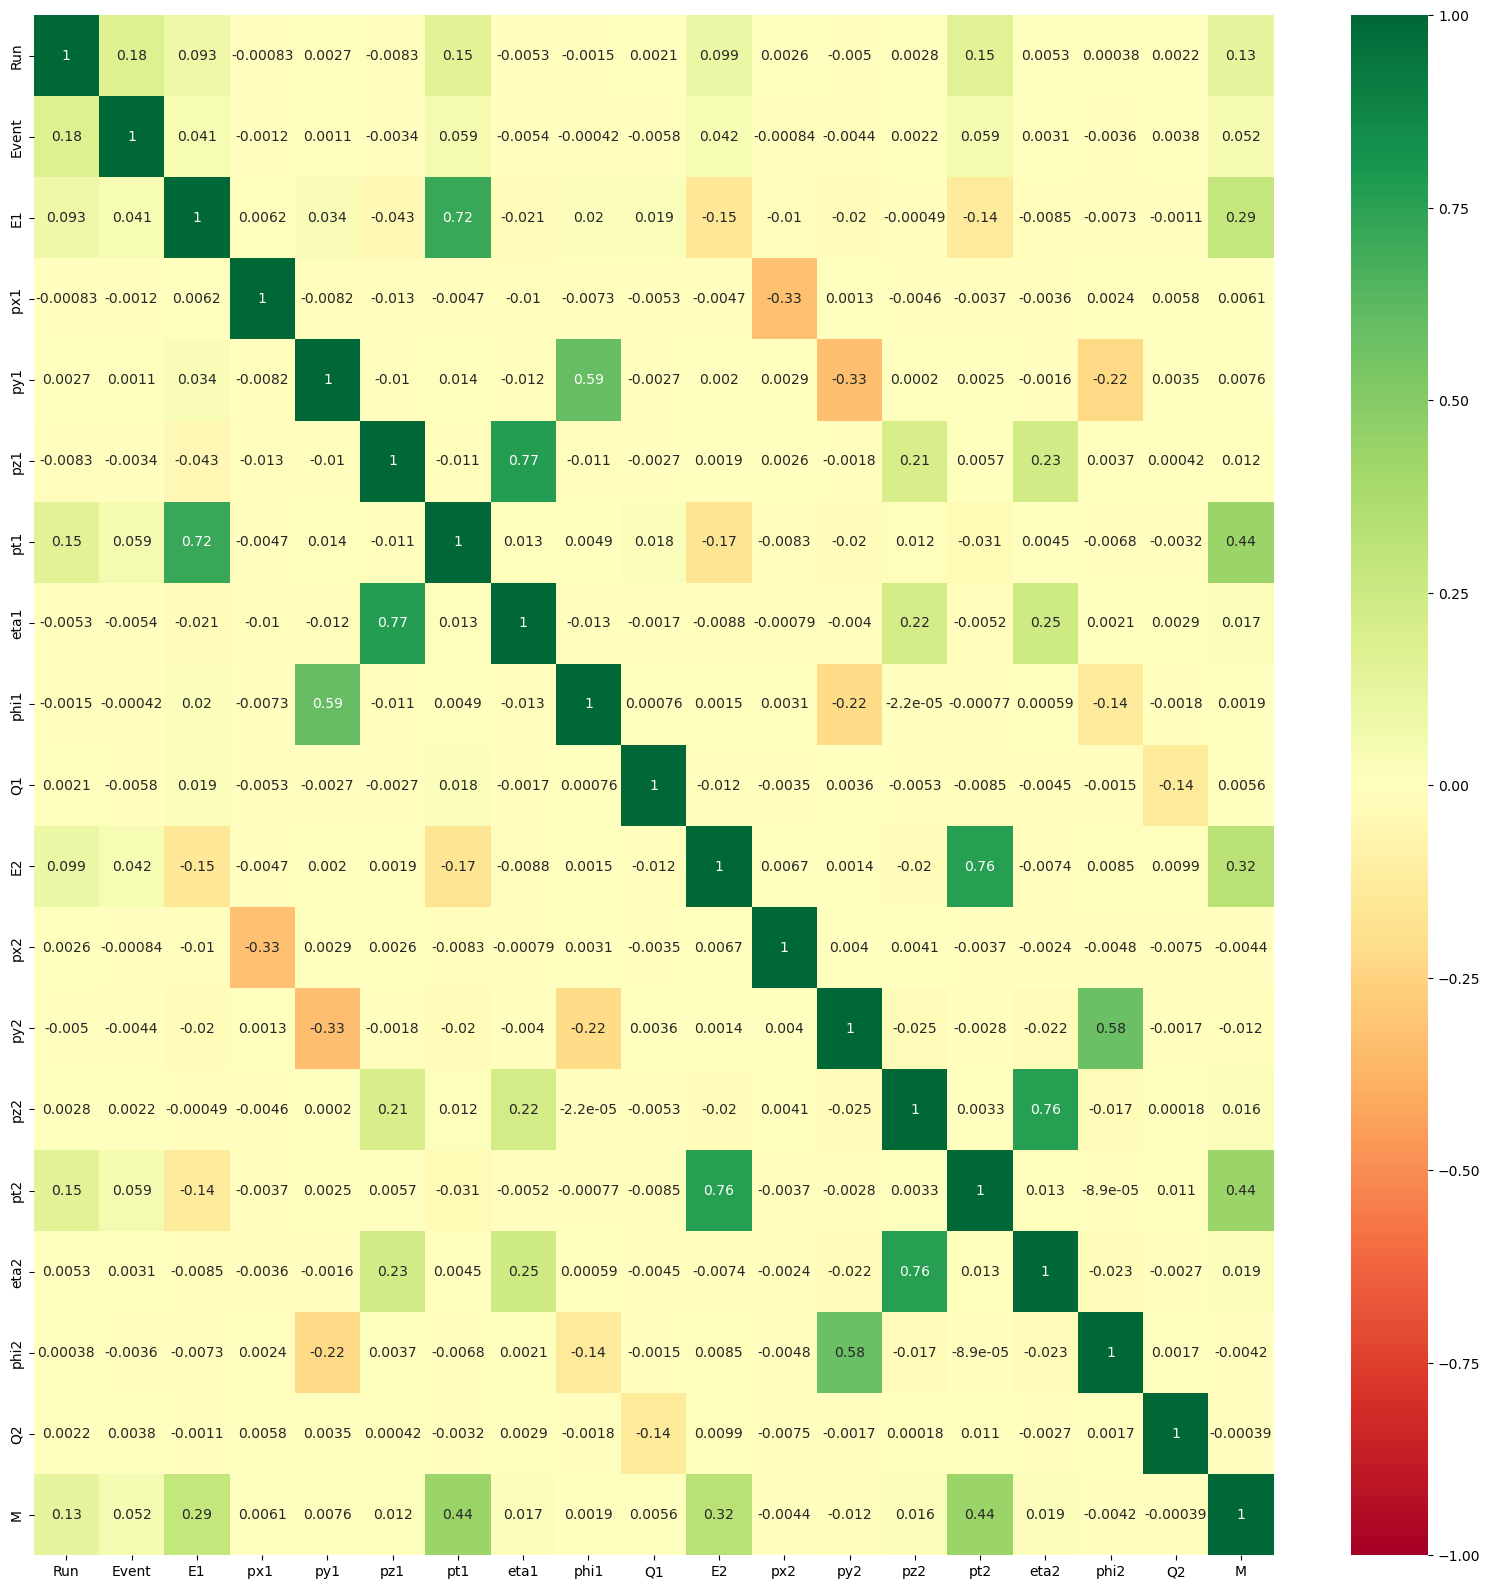 Run 1 0.18 0.093 -0.00083 0.0027 -0.0083 0.15 -0.0053 -0.0015 0.0021 0.099 0.0026 -0.005 0.0028 0.15 0.0053 0.00038 0.0022 0.13
Event 0.18 1 0.041 -0.0012 0.0011 -0.0034 0.059 -0.0054 -0.00042 -0.0058 0.042 -0.00084 -0.0044 0.0022 0.059 0.0031 -0.0036 0.0038 0.052
E1 0.093 0.041 1 0.0062 0.034 -0.043 0.72 -0.021 0.02 0.019 -0.15 -0.01 -0.02 -0.00049 -0.14 -0.0085 -0.0073 -0.0011 0.29
px1 -0.00083 -0.0012 0.0062 1 -0.0082 -0.013 -0.0047 -0.01 -0.0073 -0.0053 -0.0047 -0.33 0.0013 -0.0046 -0.0037 -0.0036 0.0024 0.0058 0.0061
py1 0.0027 0.0011 0.034 -0.0082 1 -0.01 0.014 -0.012 0.59 -0.0027 0.002 0.0029 -0.33 0.0002 0.0025 -0.0016 -0.22 0.0035 0.0076
pz1 -0.0083 -0.0034 -0.043 -0.013 -0.01 1 -0.011 0.77 -0.011 -0.0027 0.0019 0.0026 -0.0018 0.21 0.0057 0.23 0.0037 0.00042 0.012
pt1 0.15 0.059 0.72 -0.0047 0.014 -0.011 1 0.013 0.0049 0.018 -0.17 -0.0083 -0.02 0.012 -0.031 0.0045 -0.0068 -0.0032 0.44
eta1 -0.0053 -0.0054 -0.021 -0.01 -0.012 0.77 0.013 1 -0.013 -0.0017 -0.0088 -0.00079 -0.004 0.22 -0.0052 0.25 0.0021 0.0029 0.017
phi1 -0.0015 -0.00042 0.02 -0.0073 0.59 -0.011 0.0049 -0.013 1 0.00076 0.0015 0.0031 -0.22 -2.2e-05 -0.00077 0.00059 -0.14 -0.0018 0.0019
Q1 0.0021 -0.0058 0.019 -0.0053 -0.0027 -0.0027 0.018 -0.0017 0.00076 1 -0.012 -0.0035 0.0036 -0.0053 -0.0085 -0.0045 -0.0015 -0.14 0.0056
E2 0.099 0.042 -0.15 -0.0047 0.002 0.0019 -0.17 -0.0088 0.0015 -0.012 1 0.0067 0.0014 -0.02 0.76 -0.0074 0.0085 0.0099 0.32
px2 0.0026 -0.00084 -0.01 -0.33 0.0029 0.0026 -0.0083 -0.00079 0.0031 -0.0035 0.0067 1 0.004 0.0041 -0.0037 -0.0024 -0.0048 -0.0075 -0.0044
py2 -0.005 -0.0044 -0.02 0.0013 -0.33 -0.0018 -0.02 -0.004 -0.22 0.0036 0.0014 0.004 1 -0.025 -0.0028 -0.022 0.58 -0.0017 -0.012
pz2 0.0028 0.0022 -0.00049 -0.0046 0.0002 0.21 0.012 0.22 -2.2e-05 -0.0053 -0.02 0.0041 -0.025 1 0.0033 0.76 -0.017 0.00018 0.016
pt2 0.15 0.059 -0.14 -0.0037 0.0025 0.0057 -0.031 -0.0052 -0.00077 -0.0085 0.76 -0.0037 -0.0028 0.0033 1 0.013 -8.9e-05 0.011 0.44
eta2 0.0053 0.0031 -0.0085 -0.0036 -0.0016 0.23 0.0045 0.25 0.00059 -0.0045 -0.0074 -0.0024 -0.022 0.76 0.013 1 -0.023 -0.0027 0.019
phi2 0.00038 -0.0036 -0.0073 0.0024 -0.22 0.0037 -0.0068 0.0021 -0.14 -0.0015 0.0085 -0.0048 0.58 -0.017 -8.9e-05 -0.023 1 0.0017 -0.0042
Q2 0.0022 0.0038 -0.0011 0.0058 0.0035 0.00042 -0.0032 0.0029 -0.0018 -0.14 0.0099 -0.0075 -0.0017 0.00018 0.011 -0.0027 0.0017 1 -0.00039
M 0.13 0.052 0.29 0.0061 0.0076 0.012 0.44 0.017 0.0019 0.0056 0.32 -0.0044 -0.012 0.016 0.44 0.019 -0.0042 -0.00039 1
Run Event E1 px1 py1 pz1 pt1 eta1 phi1 Q1 E2 px2 py2 pz2 pt2 eta2 phi2 Q2 M
1.00
0.75
0.50
0.25
0.00
−0.25
−0.50
−0.75
−1.00